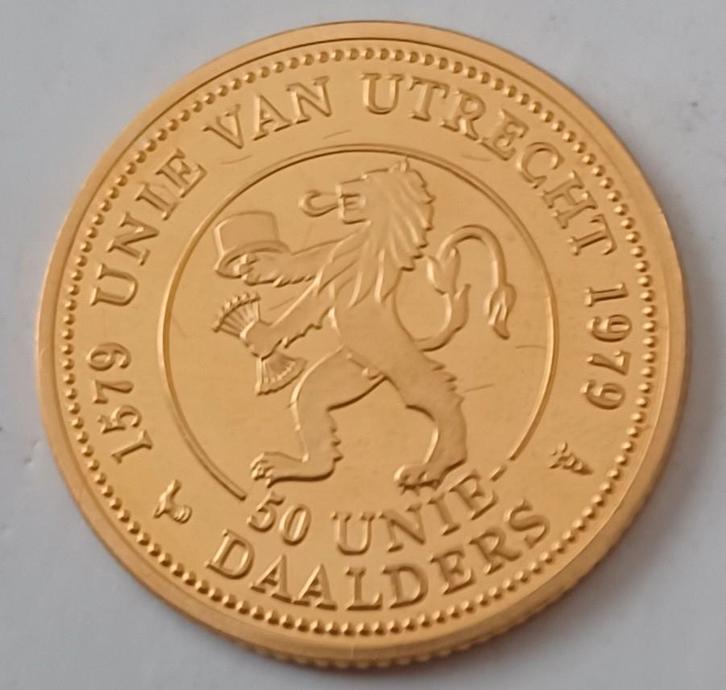 1579 UNIE VAN UTRECHT 1979
50 UNIE-
DAALDERS